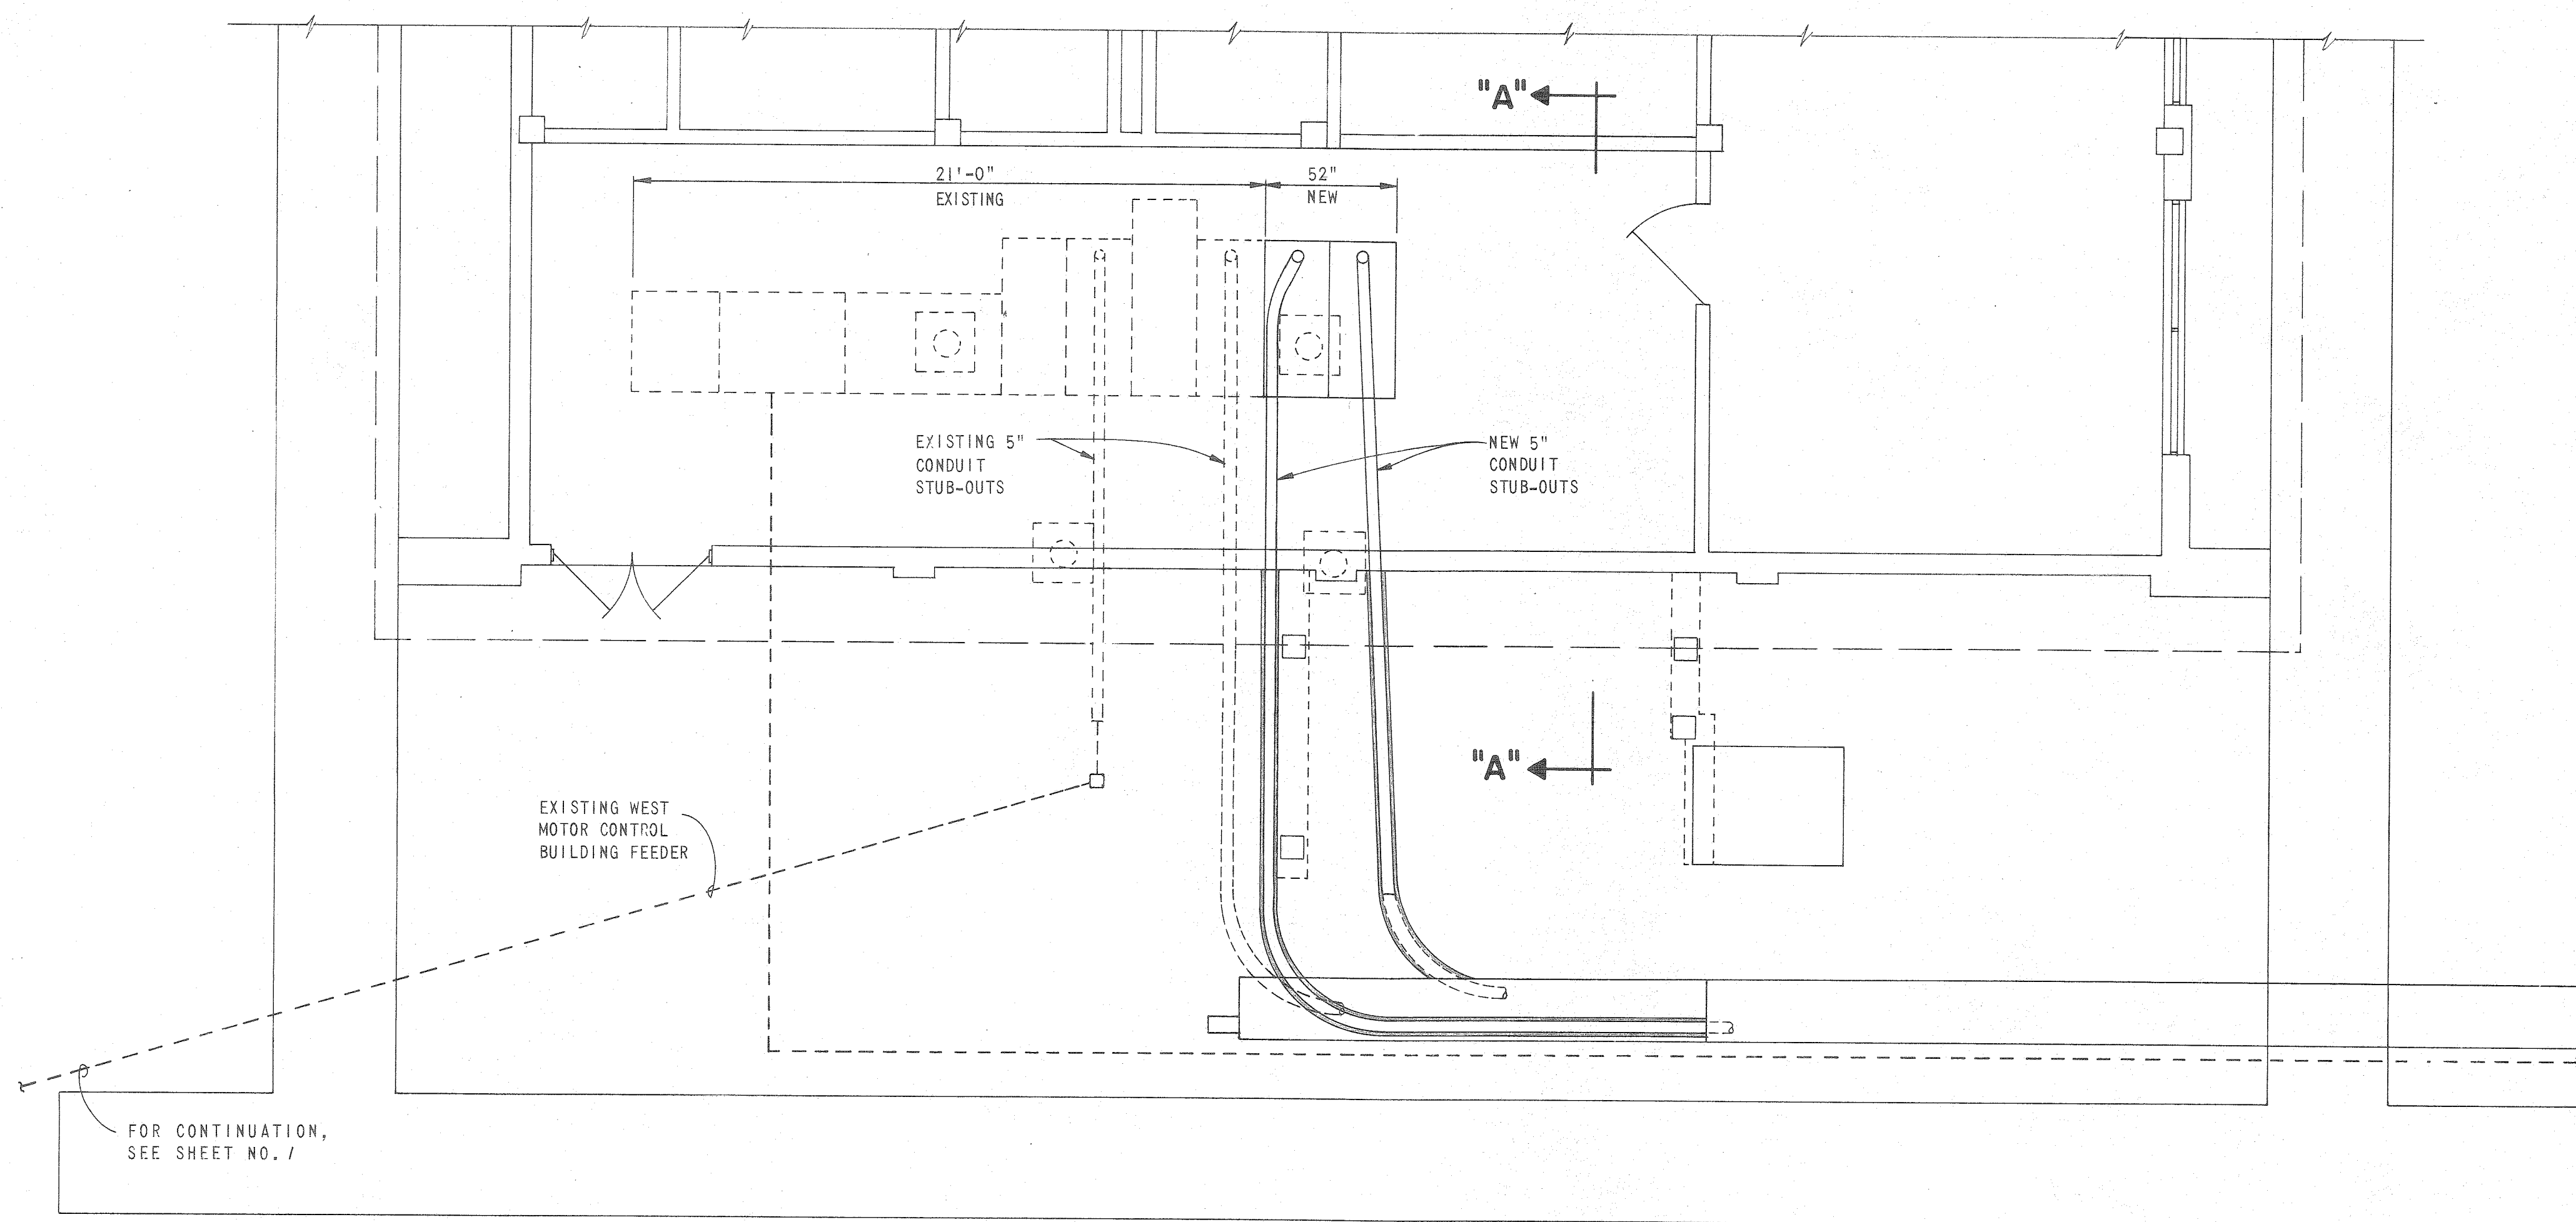 "A"
21'-0"
EXISTING
52"
NEW
EXISTING 5"
CONDUIT
STUB-OUTS
NEW 5"
CONDUIT
STUB-OUTS
"A"
EXISTING WEST
MOTOR CONTROL
BUILDING FEEDER
FOR CONTINUATION,
SEE SHEET NO. 1